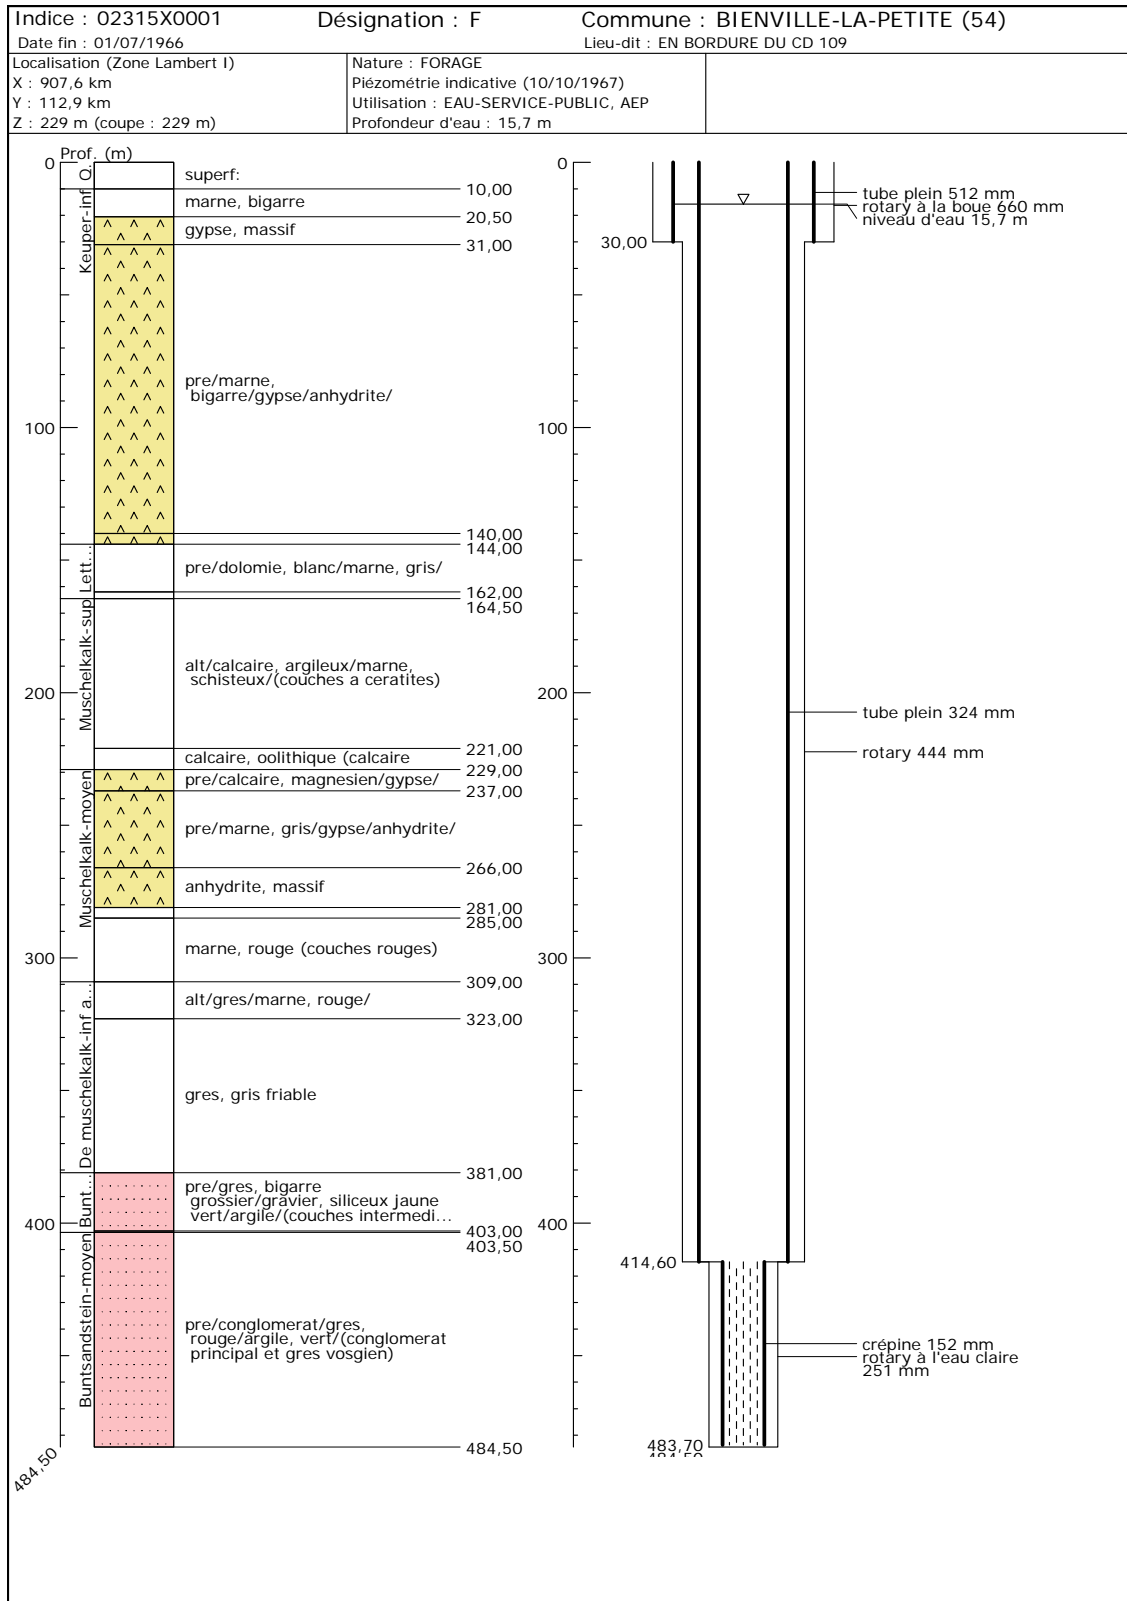 Indice : 02315X0001
Désignation : F
Commune : BIENVILLE-LA-PETITE (54)
Date fin : 01/07/1966
Lieu-dit : EN BORDURE DU CD 109
Localisation (Zone Lambert I)
X : 907,6 km
Y : 112,9 km
Z : 229 m (coupe : 229 m)
Nature : FORAGE
Piézométrie indicative (10/10/1967)
Utilisation : EAU-SERVICE-PUBLIC, AEP
Profondeur d'eau : 15,7 m
Prof. (m)
0
100
200
300
400
484,50
Q.
Keuper-inf
Lett...
Muschelkalk-sup
Muschelkalk-moyen
De muschelkalk-inf a...
Bunt...
Buntsandstein-moyen
superf:
10,00
marne, bigarre
20,50
gypse, massif
31,00
pre/marne,
bigarre/gypse/anhydrite/
140,00
144,00
pre/dolomie, blanc/marne, gris/
162,00
164,50
alt/calcaire, argileux/marne,
schisteux/(couches a ceratites)
221,00
calcaire, oolithique (calcaire
229,00
pre/calcaire, magnesien/gypse/
237,00
pre/marne, gris/gypse/anhydrite/
266,00
anhydrite, massif
281,00
285,00
marne, rouge (couches rouges)
309,00
alt/gres/marne, rouge/
323,00
gres, gris friable
381,00
pre/gres, bigarre
grossier/gravier, siliceux jaune
vert/argile/(couches intermedi...
403,00
403,50
pre/conglomerat/gres,
rouge/argile, vert/(conglomerat
principal et gres vosgien)
484,50
0
100
200
300
400
30,00
414,60
483,70
484,50
tube plein 512 mm
rotary à la boue 660 mm
niveau d'eau 15,7 m
tube plein 324 mm
rotary 444 mm
crépine 152 mm
rotary à l'eau claire
251 mm